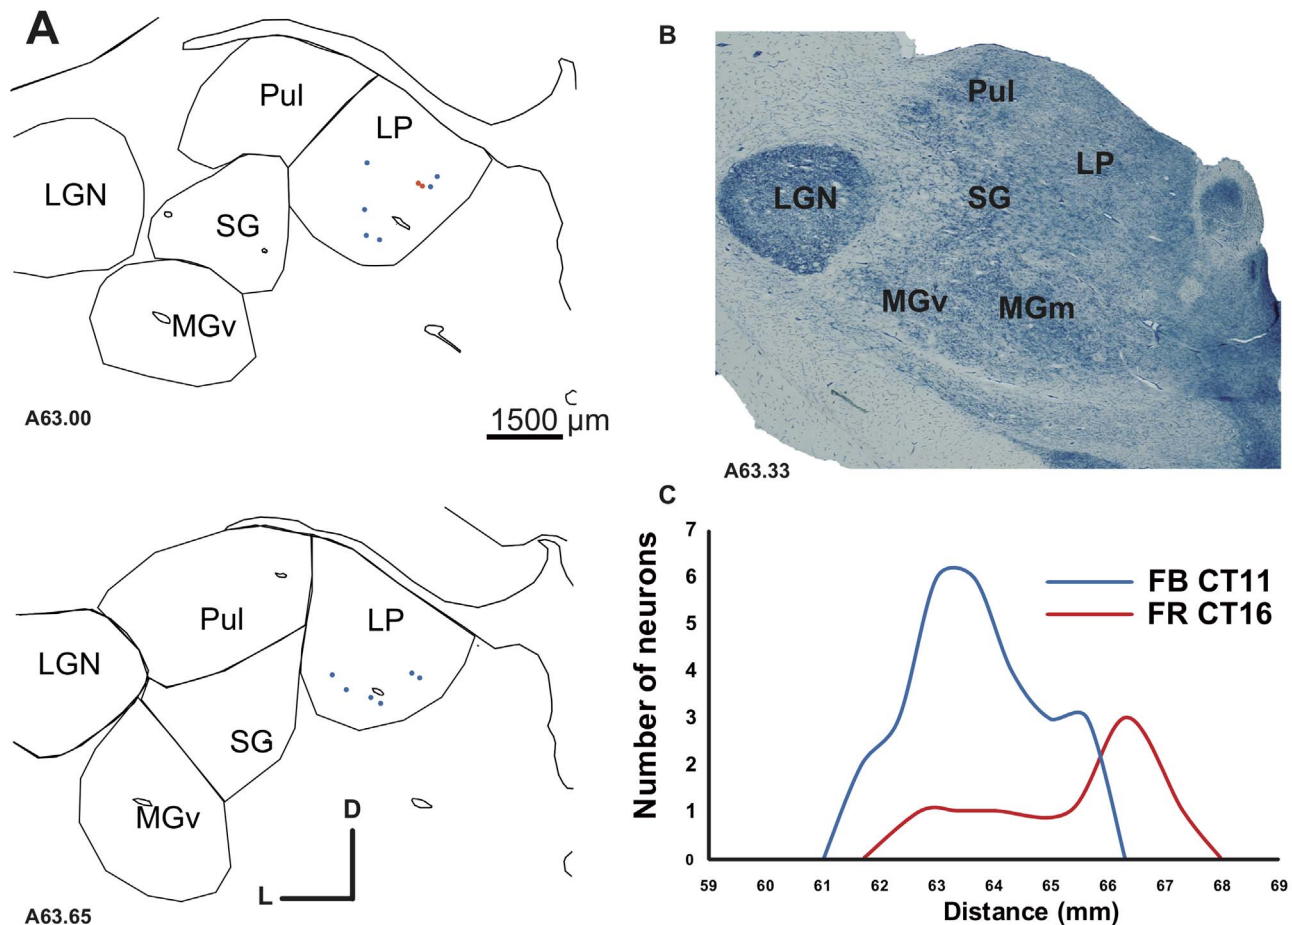 A
Pul
LP
LGN
SG
MGv
A63.00
1500 µm
Pul
LP
LGN
SG
MGv
D
L
A63.65
B
Pul
LP
LGN
SG
MGv
MGm
A63.33
C
Number of neurons
7
6
5
4
3
2
1
0
FB CT11
FR CT16
59 60 61 62 63 64 65 66 67 68 69
Distance (mm)